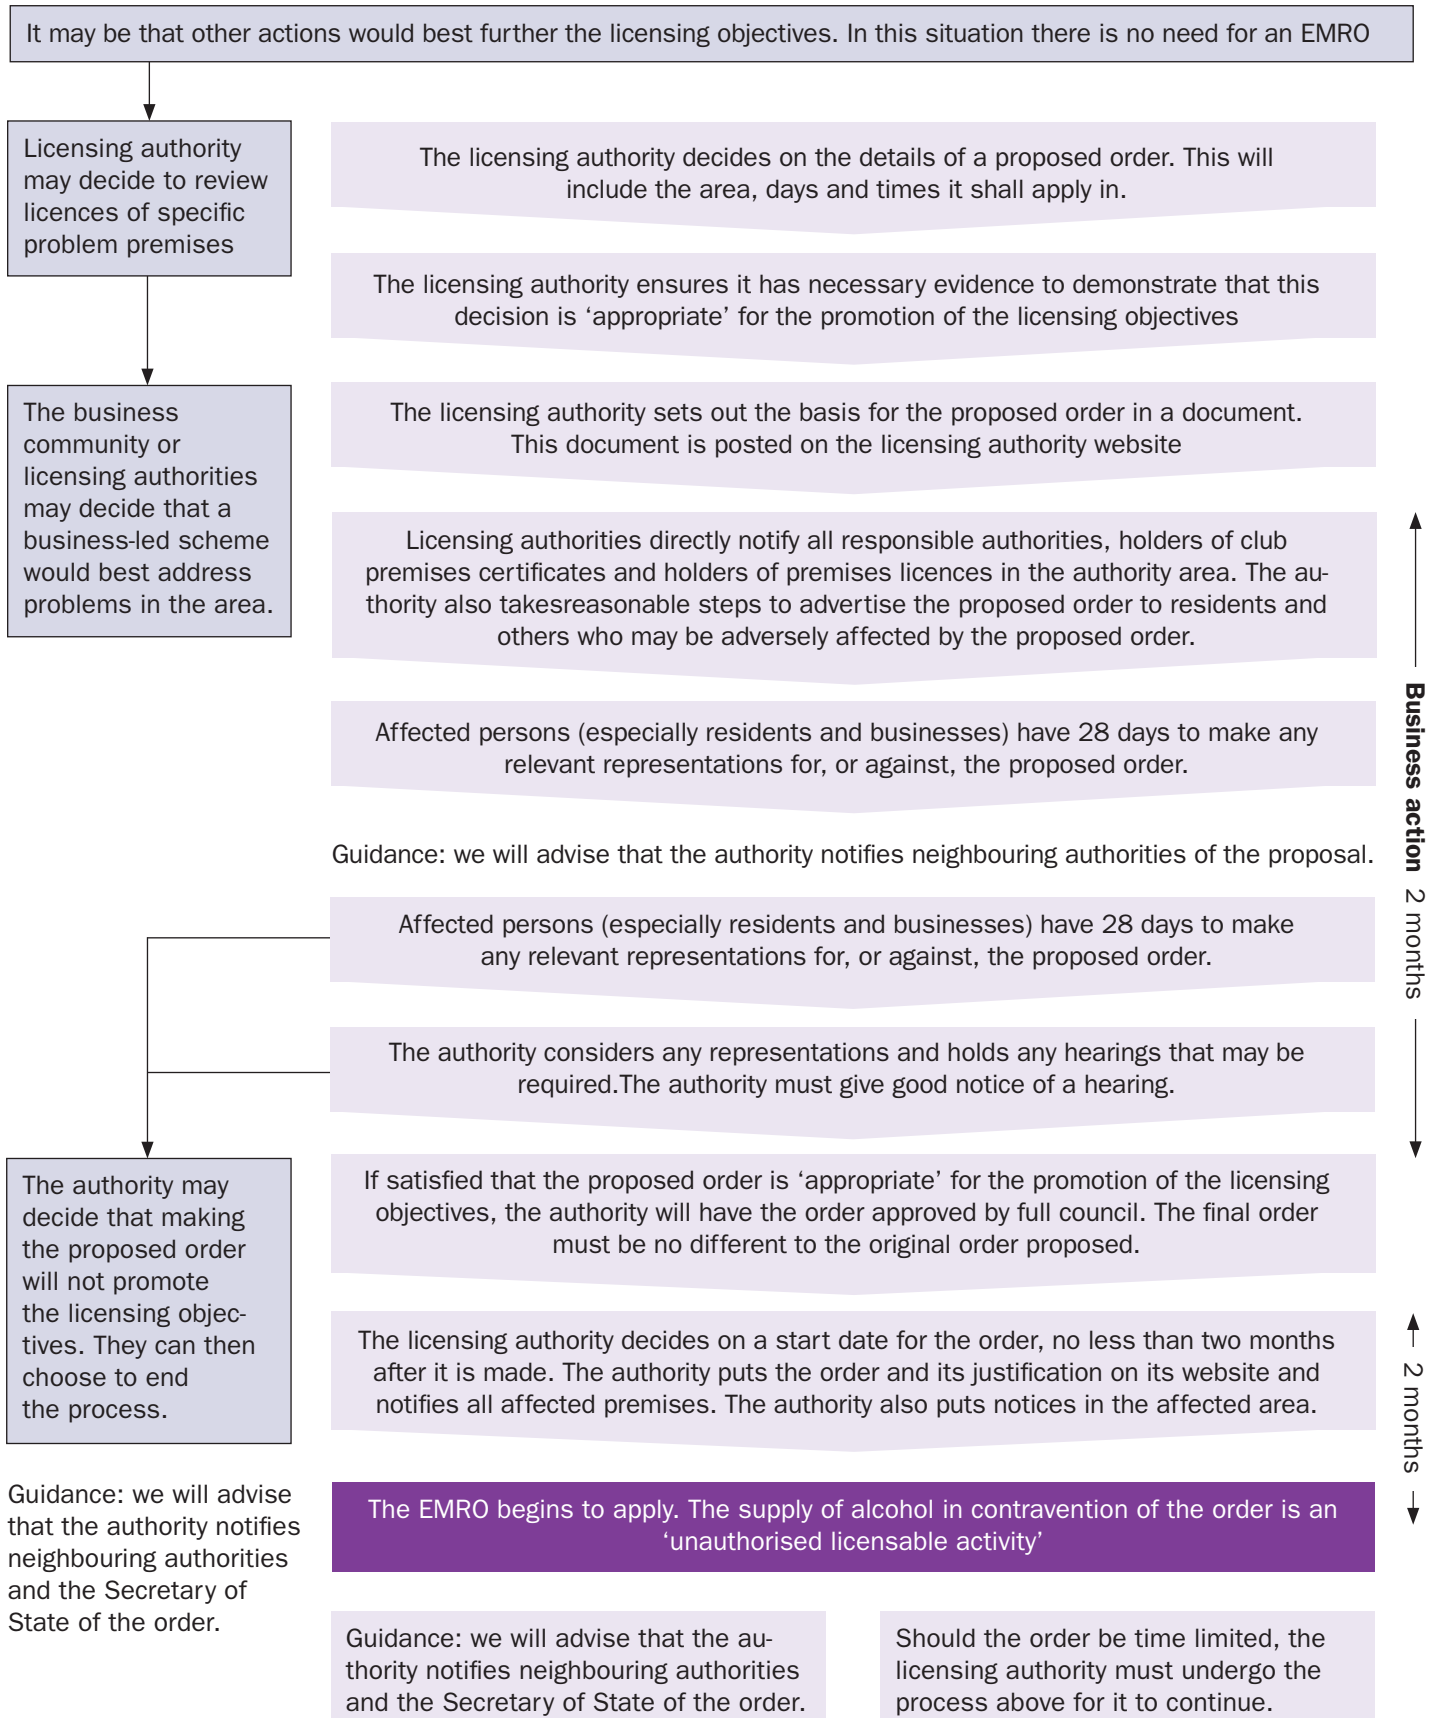 It may be that other actions would best further the licensing objectives. In this situation there is no need for an EMRO
Licensing authority
may decide to review
licences of specific
problem premises
The business
community or
licensing authorities
may decide that a
business-led scheme
would best address
problems in the area.
The licensing authority decides on the details of a proposed order. This will
include the area, days and times it shall apply in.
The licensing authority ensures it has necessary evidence to demonstrate that this
decision is ‘appropriate’ for the promotion of the licensing objectives
The licensing authority sets out the basis for the proposed order in a document.
This document is posted on the licensing authority website
Licensing authorities directly notify all responsible authorities, holders of club
premises certificates and holders of premises licences in the authority area. The au-
thority also takesreasonable steps to advertise the proposed order to residents and
others who may be adversely affected by the proposed order.
Affected persons (especially residents and businesses) have 28 days to make any
relevant representations for, or against, the proposed order.
Guidance: we will advise that the authority notifies neighbouring authorities of the proposal.
Affected persons (especially residents and businesses) have 28 days to make
any relevant representations for, or against, the proposed order.
The authority considers any representations and holds any hearings that may be
required.The authority must give good notice of a hearing.
Business action 2 months
The authority may
decide that making
the proposed order
will not promote
the licensing objec-
tives. They can then
choose to end
the process.
If satisfied that the proposed order is ‘appropriate’ for the promotion of the licensing
objectives, the authority will have the order approved by full council. The final order
must be no different to the original order proposed.
The licensing authority decides on a start date for the order, no less than two months
after it is made. The authority puts the order and its justification on its website and
notifies all affected premises. The authority also puts notices in the affected area.
2 months
Guidance: we will advise
that the authority notifies
neighbouring authorities
and the Secretary of
State of the order.
The EMRO begins to apply. The supply of alcohol in contravention of the order is an
‘unauthorised licensable activity’
Guidance: we will advise that the au-
thority notifies neighbouring authorities
and the Secretary of State of the order.
Should the order be time limited, the
licensing authority must undergo the
process above for it to continue.